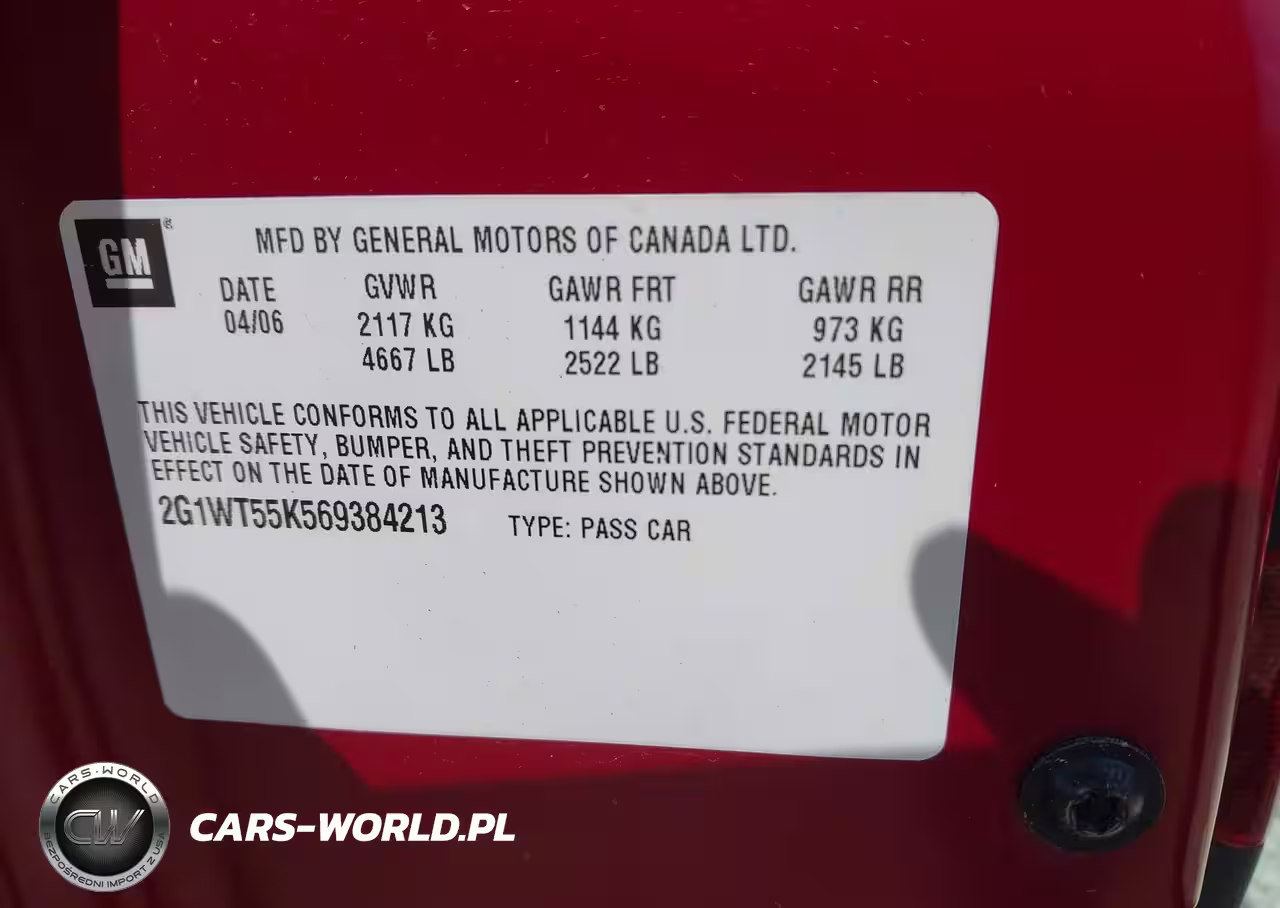 GM ®
MFD BY GENERAL MOTORS OF CANADA LTD.
DATE GVWR GAWR FRT GAWR RR
04/06 2117 KG 1144 KG 973 KG
4667 LB 2522 LB 2145 LB
THIS VEHICLE CONFORMS TO ALL APPLICABLE U.S. FEDERAL MOTOR
VEHICLE SAFETY, BUMPER, AND THEFT PREVENTION STANDARDS IN
EFFECT ON THE DATE OF MANUFACTURE SHOWN ABOVE.
2G1WT55K569384213 TYPE: PASS CAR
CARS-WORLD
CW
BEZPOŚREDNI IMPORT Z USA
CARS-WORLD.PL